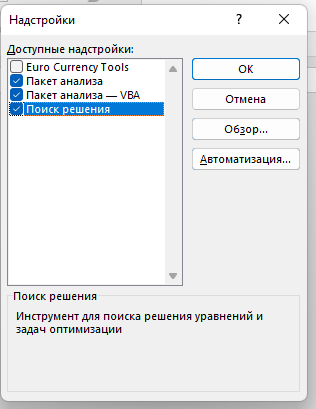 Надстройки
Доступные надстройки:
Euro Currency Tools
Пакет анализа
Пакет анализа — VBA
Поиск решения
ОК
Отмена
Обзор...
Автоматизация...
Поиск решения
Инструмент для поиска решения уравнений и
задач оптимизации